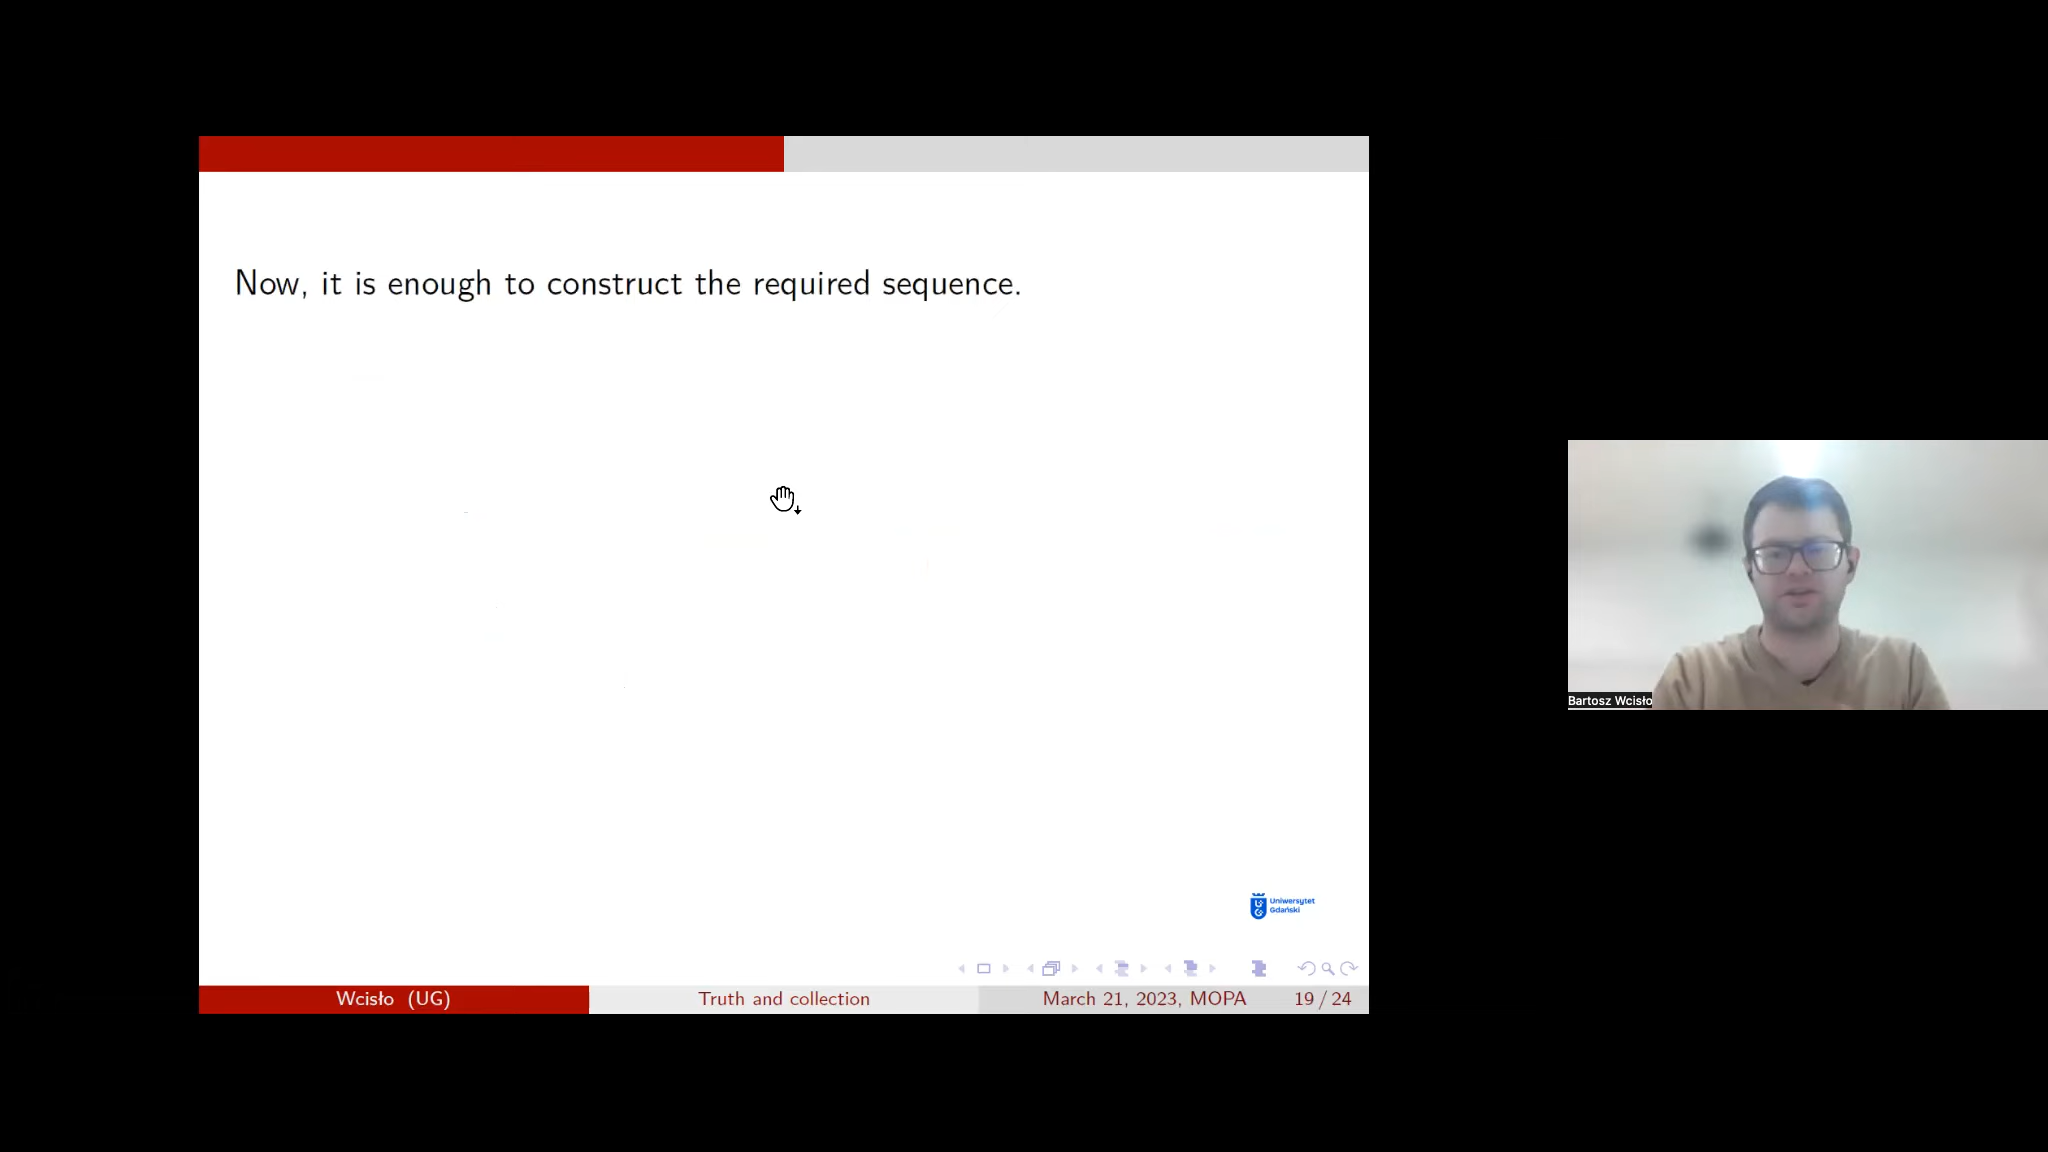 Now, it is enough to construct the required sequence.
Uniwersytet
Gdański
Wcisło (UG)
Truth and collection
March 21, 2023, MOPA
19 / 24
Bartosz Wcisło